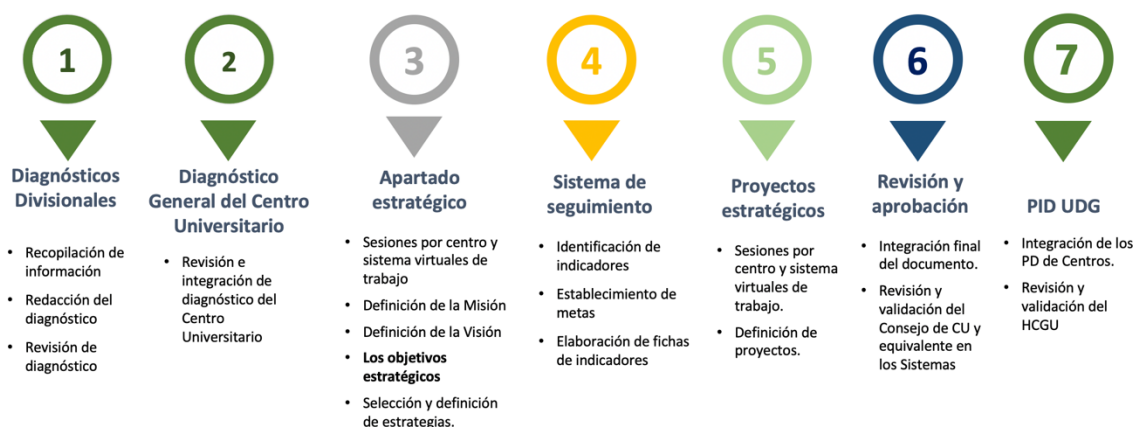 1
Diagnósticos
Divisionales
• Recopilación de
información
• Redacción del
diagnóstico
• Revisión de
diagnóstico
2
Diagnóstico
General del Centro
Universitario
• Revisión e
integración de
diagnóstico del
Centro
Universitario
3
Apartado
estratégico
• Sesiones por centro y
sistema virtuales de
trabajo
• Definición de la Misión
• Definición de la Visión
• Los objetivos
estratégicos
• Selección y definición
de estrategias.
4
Sistema de
seguimiento
• Identificación de
indicadores
• Establecimiento de
metas
• Elaboración de fichas
de indicadores
5
Proyectos
estratégicos
• Sesiones por
centro y sistema
virtuales de
trabajo.
• Definición de
proyectos.
6
Revisión y
aprobación
• Integración final
del documento.
• Revisión y
validación del
Consejo de CU y
equivalente en
los Sistemas
7
PID UDG
• Integración de los
PD de Centros.
• Revisión y
validación del
HCGU